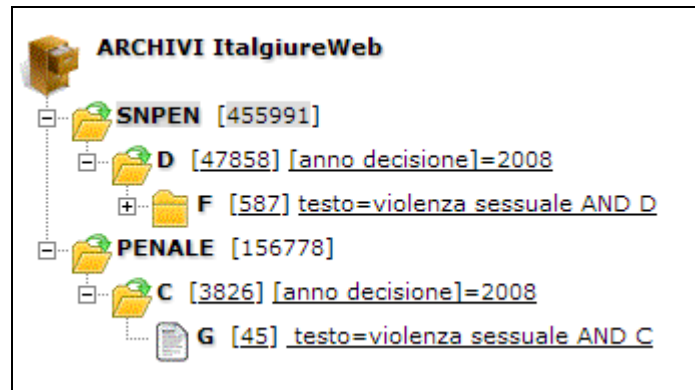 ARCHIVI ItalgiureWeb
SNPEN [455991]
D [47858] [anno decisione]=2008
F [587] testo=violenza sessuale AND D
PENALE [156778]
C [3826] [anno decisione]=2008
G [45] testo=violenza sessuale AND C